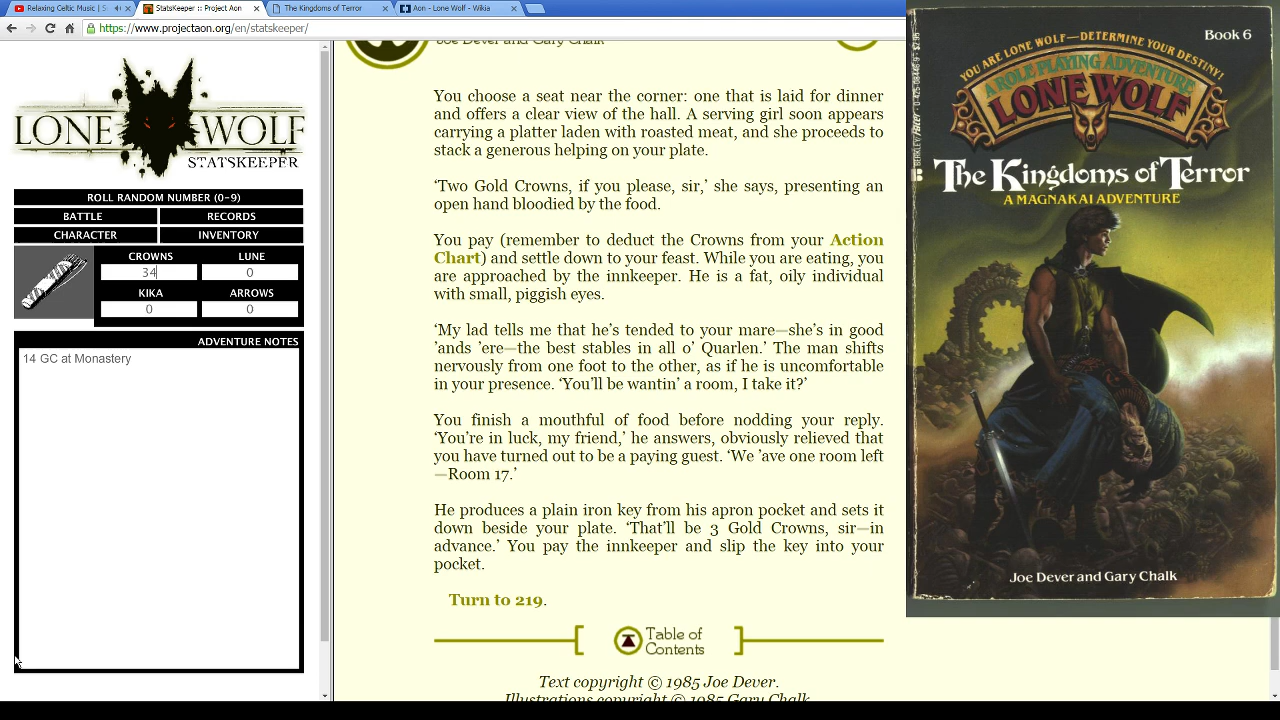 Relaxing Celtic Music | S
StatsKeeper :: Project Aon
The Kingdoms of Terror
Aon - Lone Wolf - Wikia
https://www.projectaon.org/en/statskeeper/
LONE WOLF
STATSKEEPER
ROLL RANDOM NUMBER (0-9)
BATTLE
RECORDS
CHARACTER
INVENTORY
CROWNS
LUNE
34
0
KIKA
ARROWS
0
0
ADVENTURE NOTES
14 GC at Monastery
Joe Dever and Gary Chalk
You choose a seat near the corner: one that is laid for dinner
and offers a clear view of the hall. A serving girl soon appears
carrying a platter laden with roasted meat, and she proceeds to
stack a generous helping on your plate.
‘Two Gold Crowns, if you please, sir,’ she says, presenting an
open hand bloodied by the food.
You pay (remember to deduct the Crowns from your Action
Chart) and settle down to your feast. While you are eating, you
are approached by the innkeeper. He is a fat, oily individual
with small, piggish eyes.
‘My lad tells me that he’s tended to your mare—she’s in good
’ands ’ere—the best stables in all o’ Quarlen.’ The man shifts
nervously from one foot to the other, as if he is uncomfortable
in your presence. ‘You’ll be wantin’ a room, I take it?’
You finish a mouthful of food before nodding your reply.
‘You’re in luck, my friend,’ he answers, obviously relieved that
you have turned out to be a paying guest. ‘We ’ave one room left
—Room 17.’
He produces a plain iron key from his apron pocket and sets it
down beside your plate. ‘That’ll be 3 Gold Crowns, sir—in
advance.’ You pay the innkeeper and slip the key into your
pocket.
Turn to 219.
Table of
Contents
Text copyright © 1985 Joe Dever.
Illustrations copyright © 1985 Gary Chalk.
Book 6
YOU ARE LONE WOLF—DETERMINE YOUR DESTINY!
A ROLE PLAYING ADVENTURE
LONE WOLF
The Kingdoms of Terror
A MAGNAKAI ADVENTURE
Joe Dever and Gary Chalk